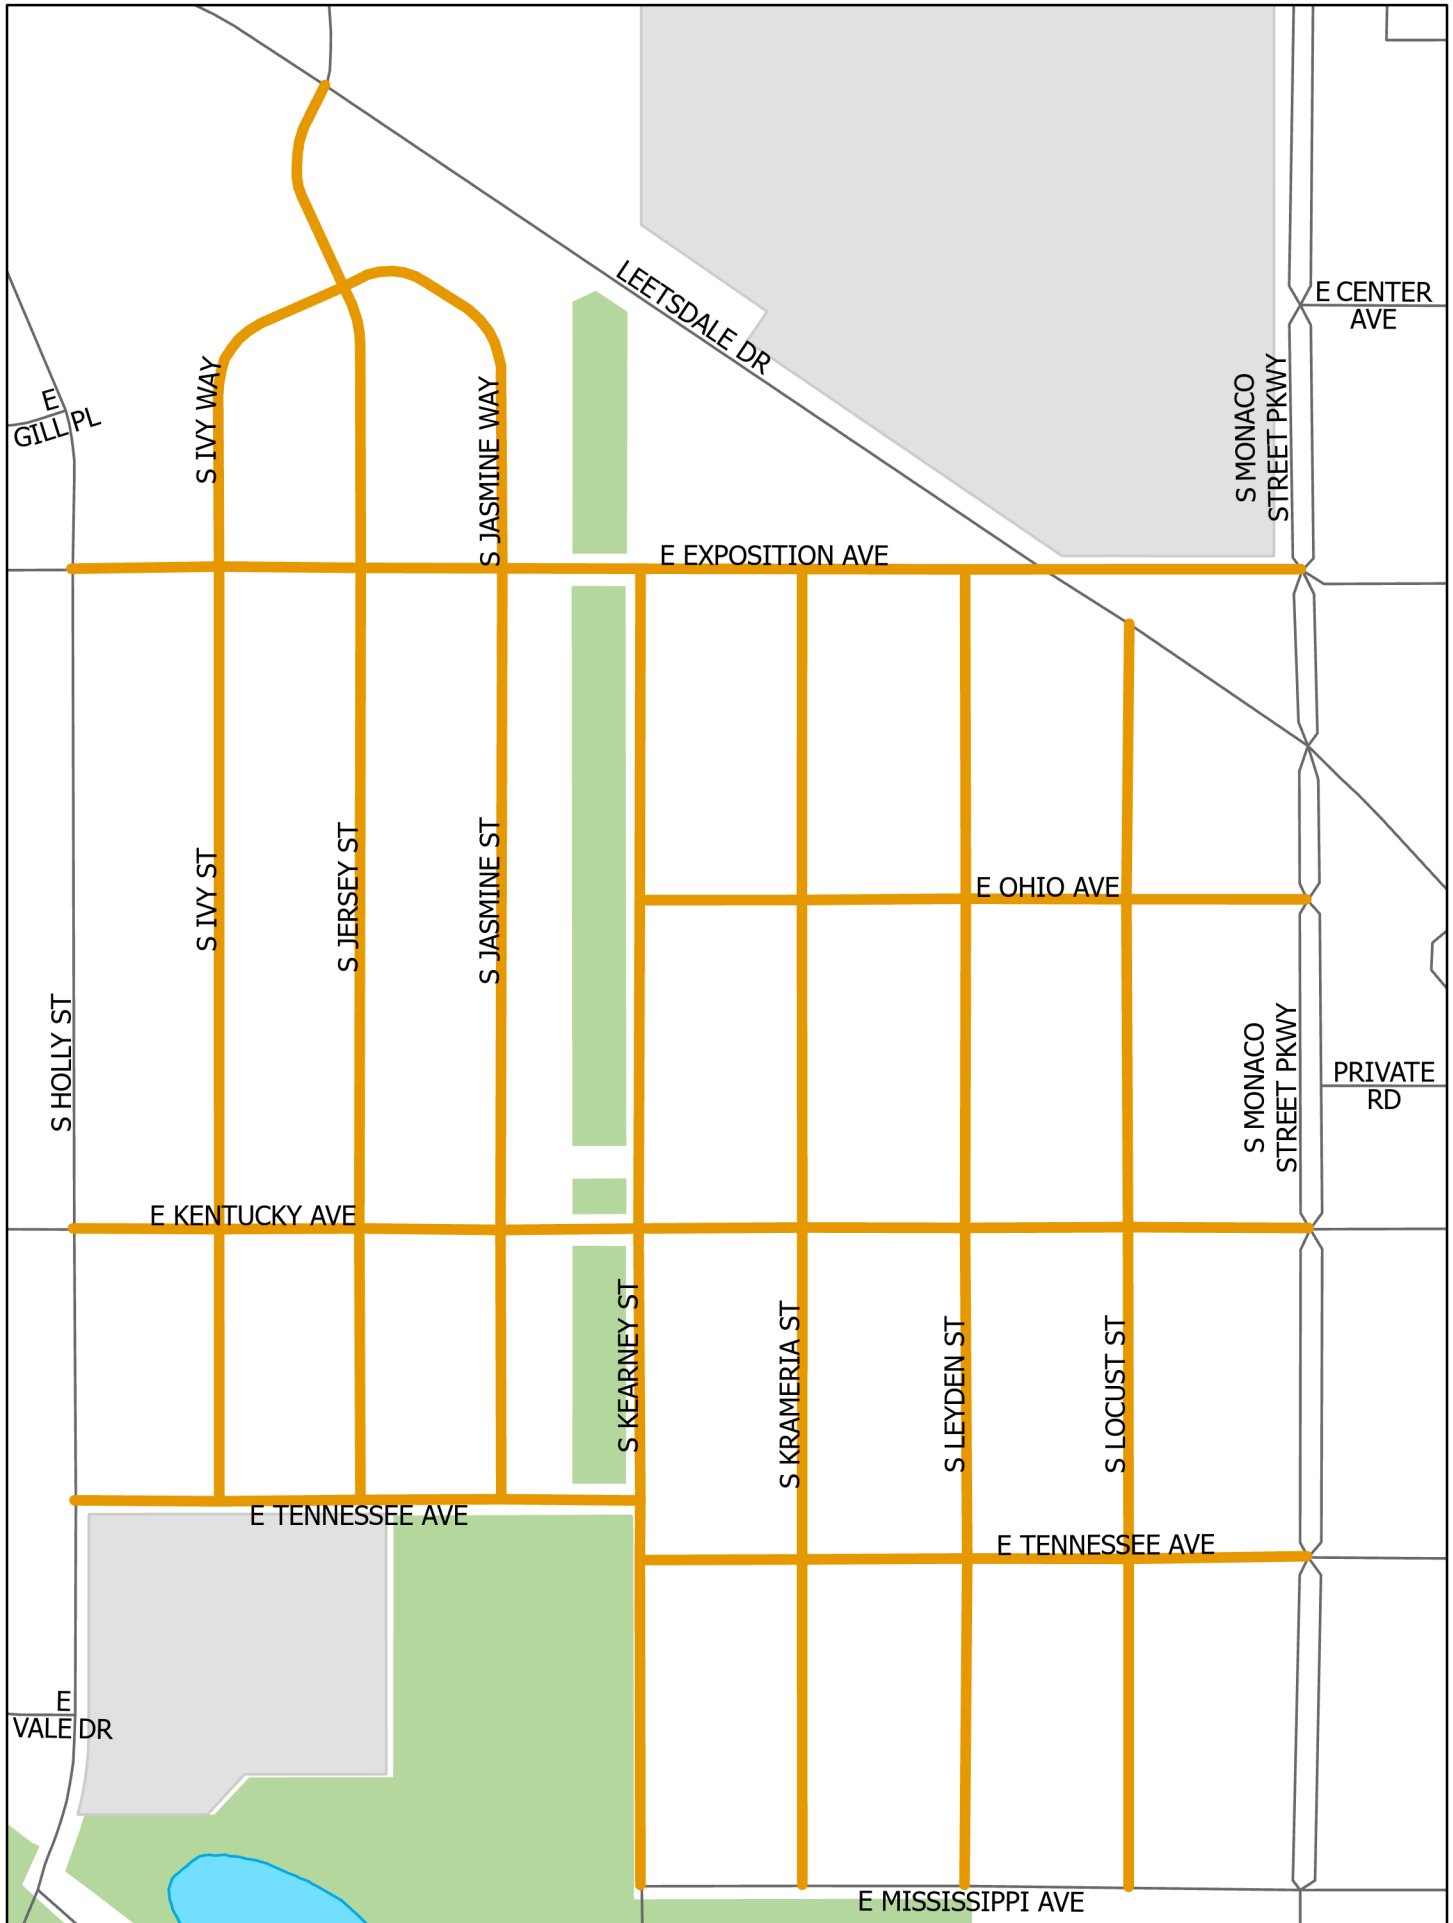 LEETSDALE DR
E CENTER
AVE
S MONACO
STREET PKWY
E
GILL PL
S IVY WAY
S JASMINE WAY
E EXPOSITION AVE
S IVY ST
S JERSEY ST
S JASMINE ST
E OHIO AVE
S HOLLY ST
S MONACO
STREET PKWY
PRIVATE
RD
E KENTUCKY AVE
S KEARNEY ST
S KRAMERIA ST
S LEYDEN ST
S LOCUST ST
E TENNESSEE AVE
E TENNESSEE AVE
E
VALE DR
E MISSISSIPPI AVE